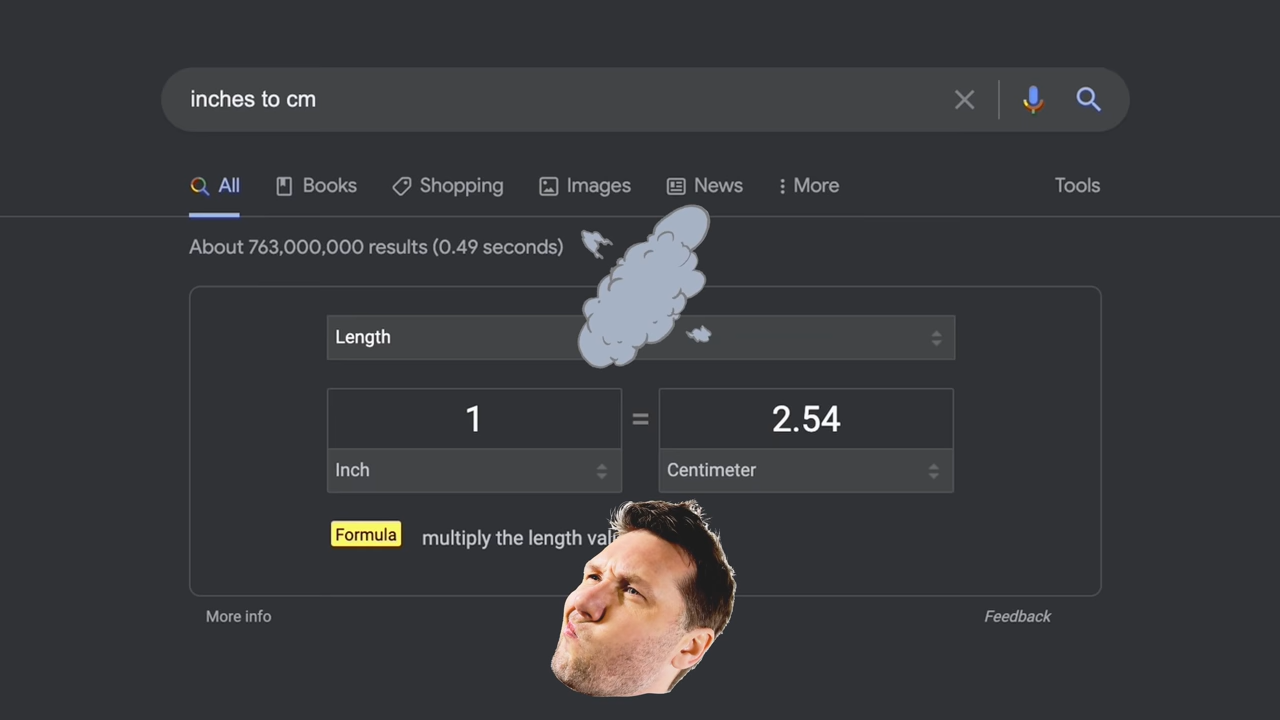 inches to cm
All Books Shopping Images News More Tools
About 763,000,000 results (0.49 seconds)
Length
1 = 2.54
Inch Centimeter
Formula multiply the length
More info Feedback